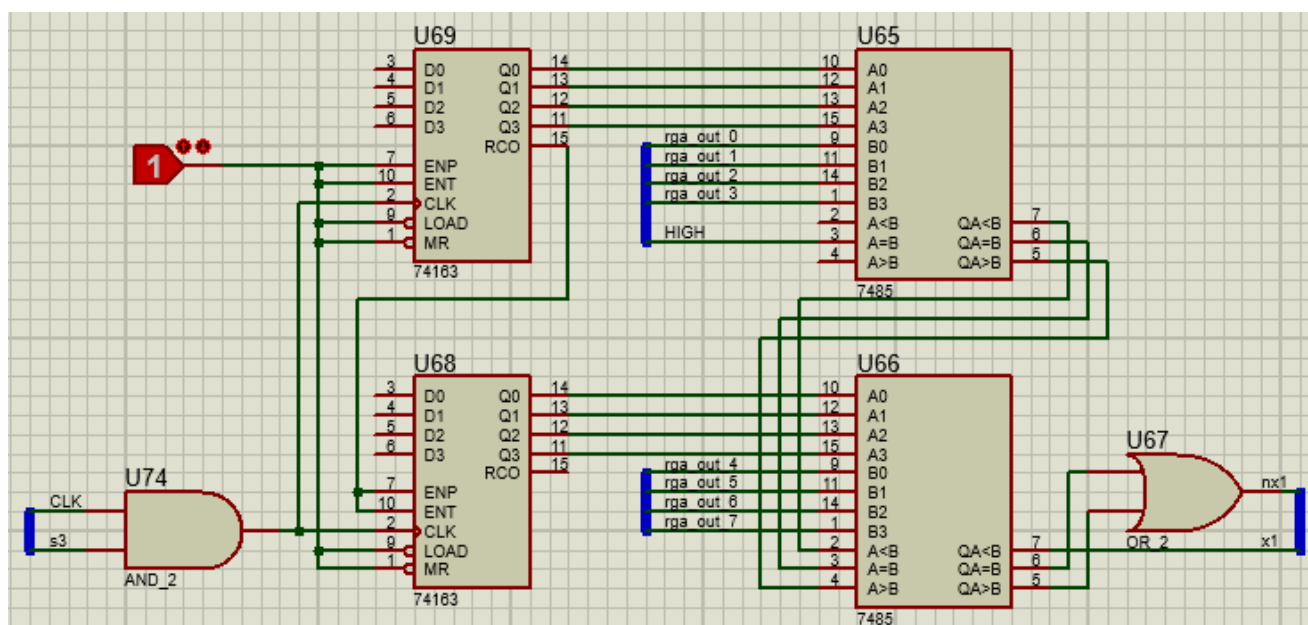 U69
U65
3 D0 Q0 14
4 D1 Q1 13
5 D2 Q2 12
6 D3 Q3 11
RCO 15
7 ENP
10 ENT
2 CLK
9 LOAD
1 MR
74163
1
10 A0
12 A1
13 A2
15 A3
rga_out_0 9 B0
rga_out_1 11 B1
rga_out_2 14 B2
rga_out_3 1 B3
2 A<B QA<B 7
HIGH 3 A=B QA=B 6
4 A>B QA>B 5
7485
U68
U66
3 D0 Q0 14
4 D1 Q1 13
5 D2 Q2 12
6 D3 Q3 11
RCO 15
7 ENP
10 ENT
2 CLK
9 LOAD
1 MR
74163
10 A0
12 A1
13 A2
15 A3
rga_out_4 9 B0
rga_out_5 11 B1
rga_out_6 14 B2
rga_out_7 1 B3
2 A<B QA<B 7
3 A=B QA=B 6
4 A>B QA>B 5
7485
U74
CLK
s3
AND_2
U67
nx1
x1
OR_2